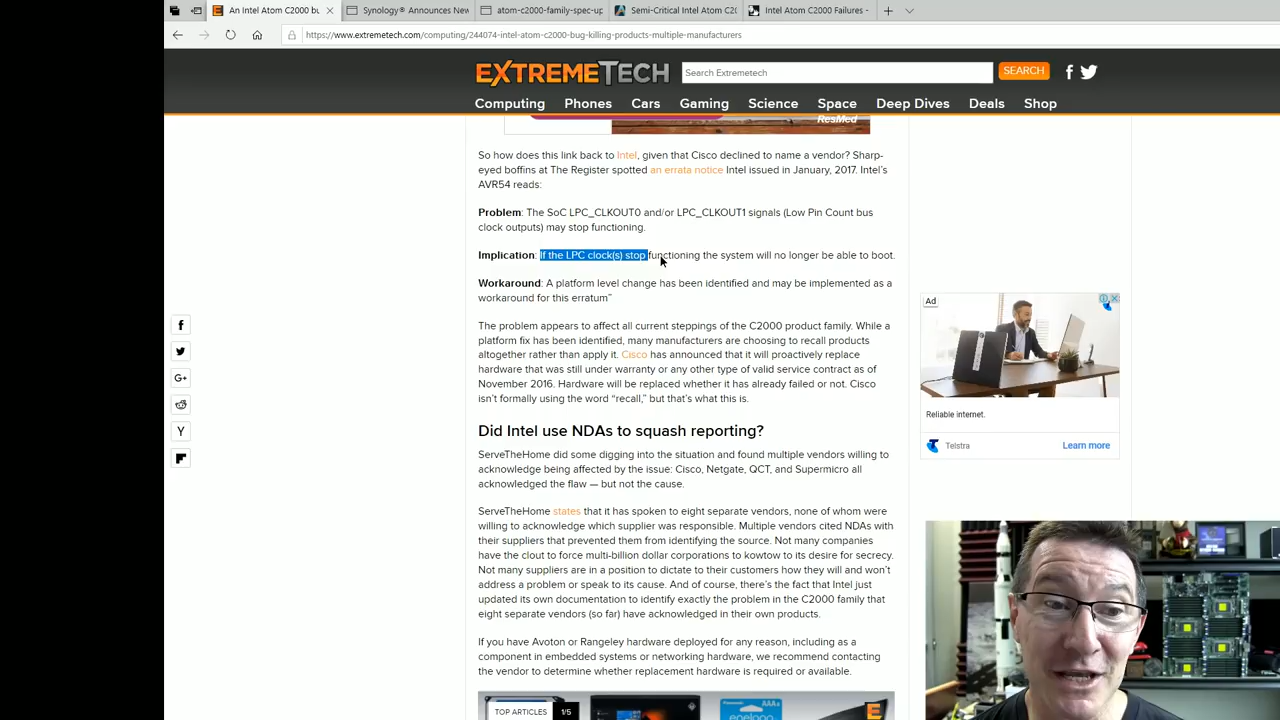 An Intel Atom C2000 bu
Synology® Announces New
atom-c2000-family-spec-up
Semi-Critical Intel Atom C20
Intel Atom C2000 Failures -
https://www.extremetech.com/computing/244074-intel-atom-c2000-bug-killing-products-multiple-manufacturers
EXTREMETECH
Search Extremetech
SEARCH
Computing Phones Cars Gaming Science Space Deep Dives Deals Shop
ResMed
So how does this link back to Intel, given that Cisco declined to name a vendor? Sharp-
eyed boffins at The Register spotted an errata notice Intel issued in January, 2017. Intel's
AVR54 reads:
Problem: The SoC LPC_CLKOUT0 and/or LPC_CLKOUT1 signals (Low Pin Count bus
clock outputs) may stop functioning.
Implication: If the LPC clock(s) stop functioning the system will no longer be able to boot.
Workaround: A platform level change has been identified and may be implemented as a
workaround for this erratum"
The problem appears to affect all current steppings of the C2000 product family. While a
platform fix has been identified, many manufacturers are choosing to recall products
altogether rather than apply it. Cisco has announced that it will proactively replace
hardware that was still under warranty or any other type of valid service contract as of
November 2016. Hardware will be replaced whether it has already failed or not. Cisco
isn't formally using the word "recall," but that's what this is.
Did Intel use NDAs to squash reporting?
ServeTheHome did some digging into the situation and found multiple vendors willing to
acknowledge being affected by the issue: Cisco, Netgate, QCT, and Supermicro all
acknowledged the flaw — but not the cause.
ServeTheHome states that it has spoken to eight separate vendors, none of whom were
willing to acknowledge which supplier was responsible. Multiple vendors cited NDAs with
their suppliers that prevented them from identifying the source. Not many companies
have the clout to force multi-billion dollar corporations to kowtow to its desire for secrecy.
Not many suppliers are in a position to dictate to their customers how they will and won't
address a problem or speak to its cause. And of course, there's the fact that Intel just
updated its own documentation to identify exactly the problem in the C2000 family that
eight separate vendors (so far) have acknowledged in their own products.
If you have Avoton or Rangeley hardware deployed for any reason, including as a
component in embedded systems or networking hardware, we recommend contacting
the vendor to determine whether replacement hardware is required or available.
TOP ARTICLES 1/5
AAA
eneloop
Ad
Reliable internet.
Telstra
Learn more